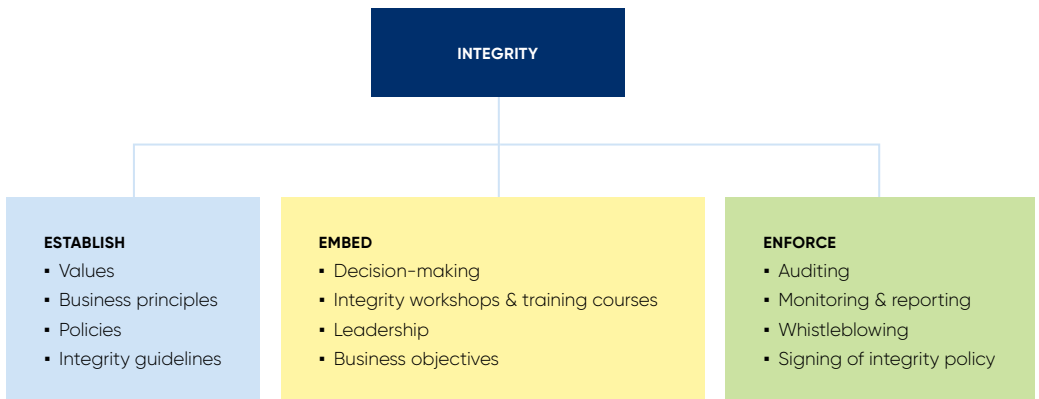 INTEGRITY
ESTABLISH
▪ Values
▪ Business principles
▪ Policies
▪ Integrity guidelines
EMBED
▪ Decision-making
▪ Integrity workshops & training courses
▪ Leadership
▪ Business objectives
ENFORCE
▪ Auditing
▪ Monitoring & reporting
▪ Whistleblowing
▪ Signing of integrity policy